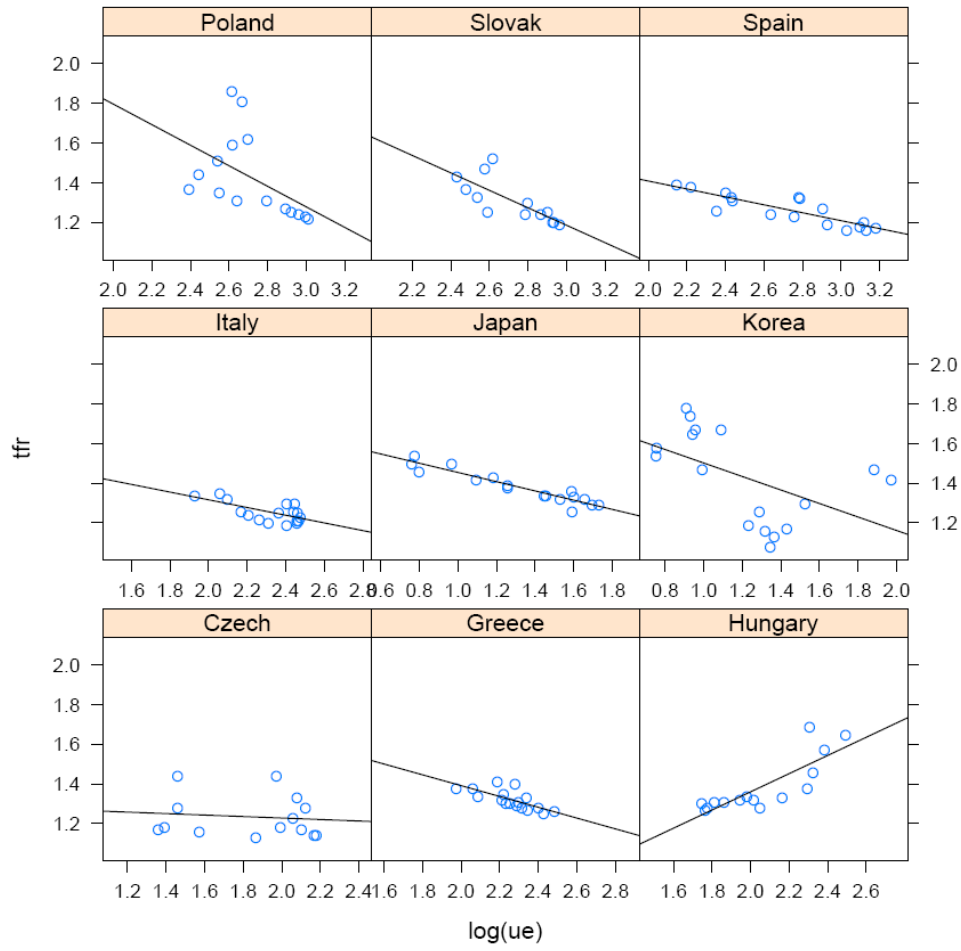 Poland Slovak Spain
2.0
1.8
1.6
1.4
1.2
2.0 2.2 2.4 2.6 2.8 3.0 3.2 2.2 2.4 2.6 2.8 3.0 3.2 2.0 2.2 2.4 2.6 2.8 3.0 3.2
Italy Japan Korea
2.0
1.8
1.6
1.4
1.2
tfr
1.6 1.8 2.0 2.2 2.4 2.6 2.8 0.6 0.8 1.0 1.2 1.4 1.6 1.8 0.8 1.0 1.2 1.4 1.6 1.8 2.0
Czech Greece Hungary
2.0
1.8
1.6
1.4
1.2
1.2 1.4 1.6 1.8 2.0 2.2 2.4 1.6 1.8 2.0 2.2 2.4 2.6 2.8 1.6 1.8 2.0 2.2 2.4 2.6
log(ue)